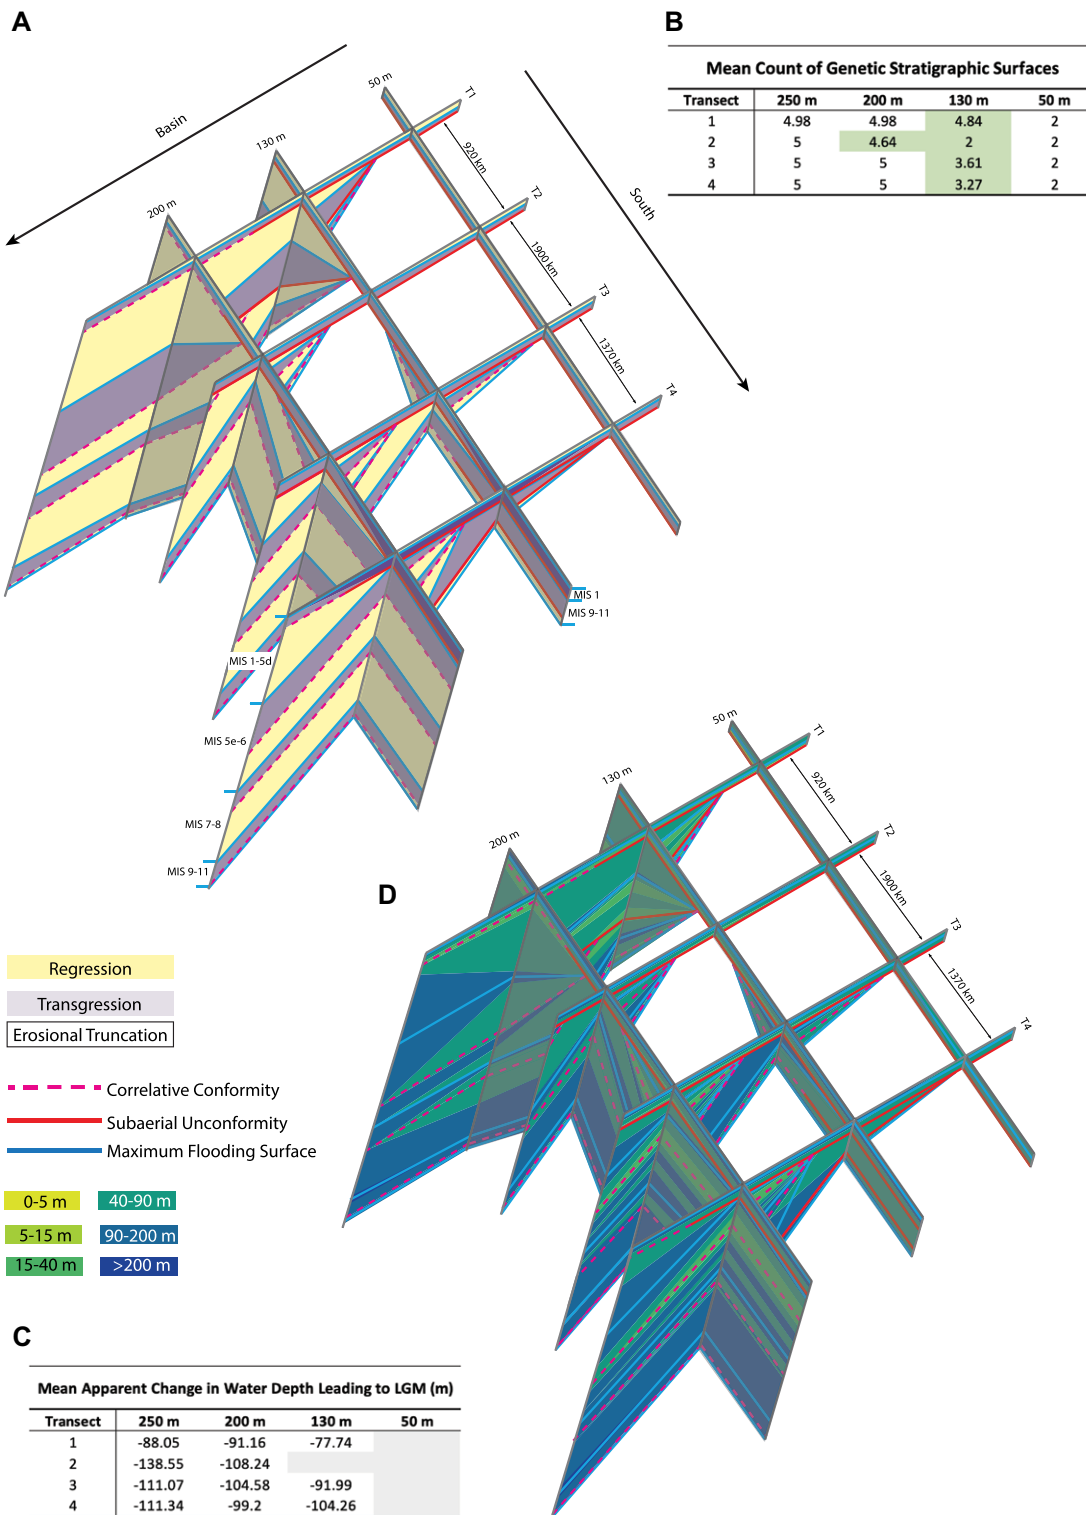 A
50 m
T1
Basin
130 m
920 km
200 m
T2
South
1900 km
T3
1370 km
T4
MIS 1
MIS 9-11
MIS 1-5d
MIS 5e-6
MIS 7-8
MIS 9-11
B
Mean Count of Genetic Stratigraphic Surfaces
Transect 250 m 200 m 130 m 50 m
1 4.98 4.98 4.84 2
2 5 4.64 2 2
3 5 5 3.61 2
4 5 5 3.27 2
D
50 m
T1
130 m
920 km
200 m
T2
1900 km
T3
1370 km
T4
Regression
Transgression
Erosional Truncation
Correlative Conformity
Subaerial Unconformity
Maximum Flooding Surface
0-5 m 40-90 m
5-15 m 90-200 m
15-40 m >200 m
C
Mean Apparent Change in Water Depth Leading to LGM (m)
Transect 250 m 200 m 130 m 50 m
1 -88.05 -91.16 -77.74
2 -138.55 -108.24
3 -111.07 -104.58 -91.99
4 -111.34 -99.2 -104.26